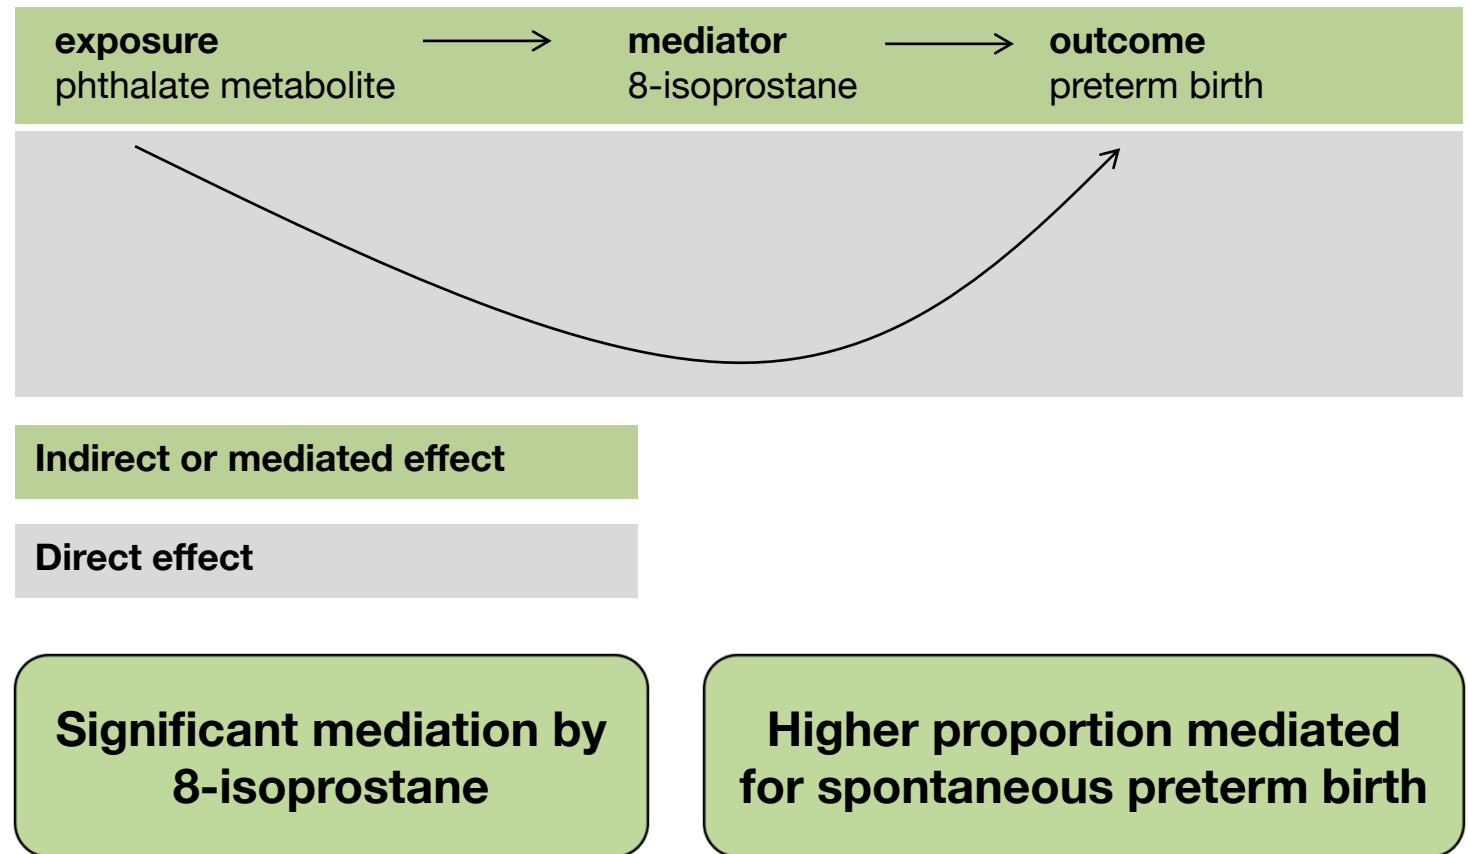 exposure mediator outcome
phthalate metabolite 8-isoprostane preterm birth
Indirect or mediated effect
Direct effect
Significant mediation by
8-isoprostane
Higher proportion mediated
for spontaneous preterm birth